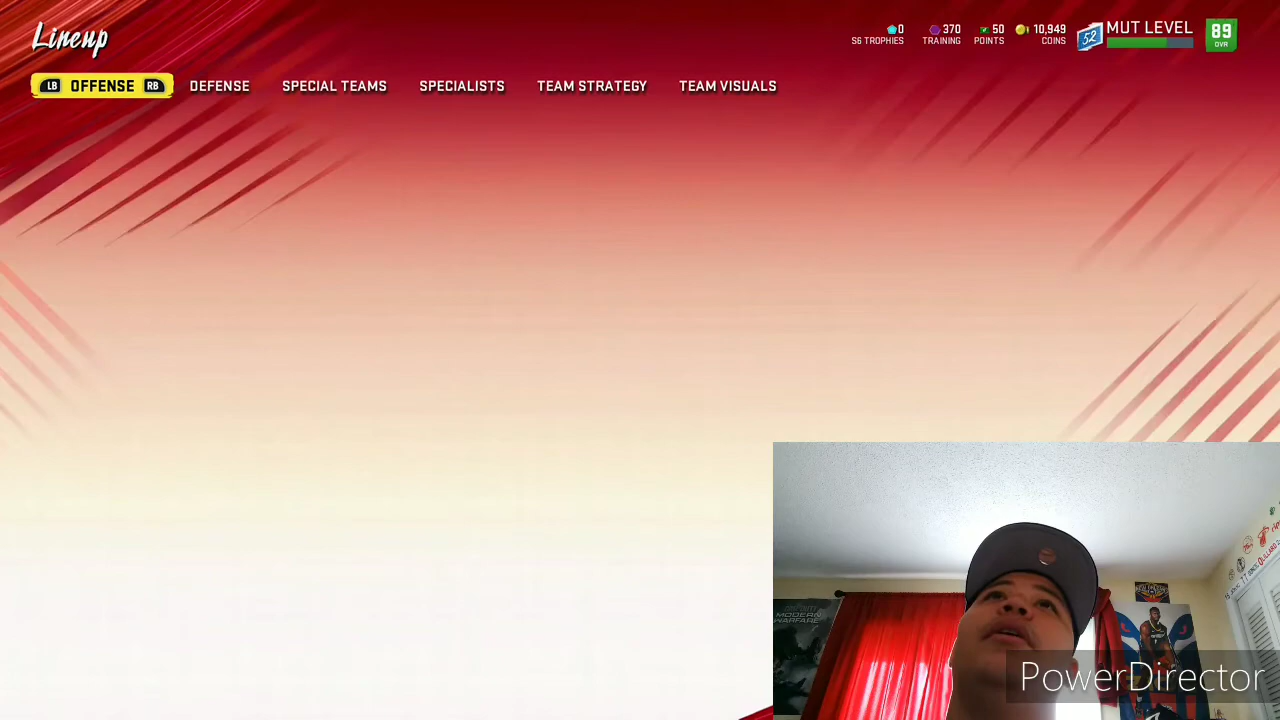 Lineup
0
S6 TROPHIES
370
TRAINING
50
POINTS
10,949
COINS
52
MUT LEVEL
89
OVR
LB OFFENSE RB
DEFENSE
SPECIAL TEAMS
SPECIALISTS
TEAM STRATEGY
TEAM VISUALS
MODERN
WARFARE
PowerDirector